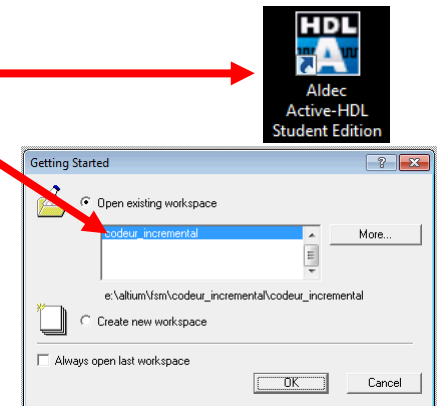 HDL
A
Aldec
Active-HDL
Student Edition
Getting Started
Open existing workspace
codeur_incremental
More...
e:\altium\fsm\codeur_incremental\codeur_incremental
Create new workspace
Always open last workspace
OK
Cancel